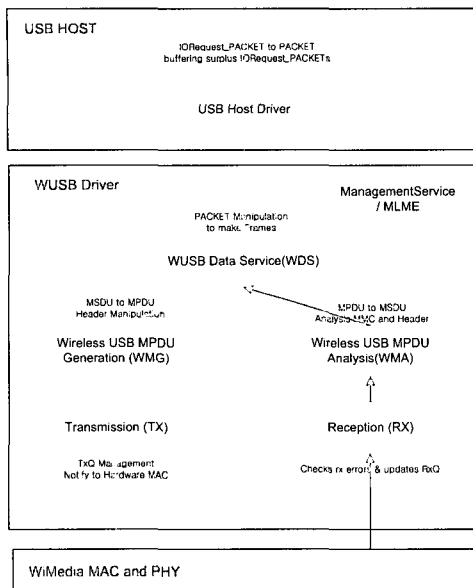 USB HOST
IORequest_PACKET to PACKET
buffering surplus IORequest_PACKETs
USB Host Driver
WUSB Driver
ManagementService
/ MLME
PACKET Manipulation
to make Frames
WUSB Data Service(WDS)
MSDU to MPDU
Header Manipulation
MPDU to MSDU
Analysis MMC and Header
Wireless USB MPDU
Generation (WMG)
Wireless USB MPDU
Analysis(WMA)
Transmission (TX)
Reception (RX)
TxQ Management
Notify to Hardware MAC
Checks rx errors & updates RxQ
WiMedia MAC and PHY